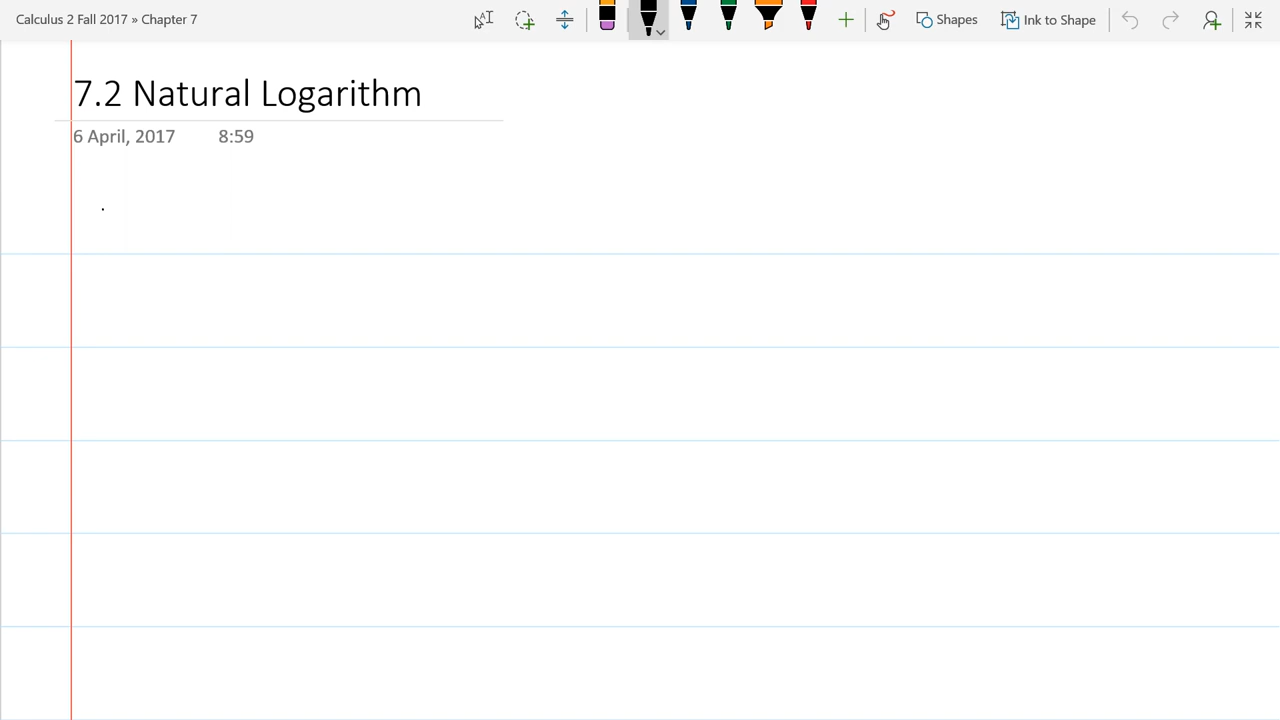 Calculus 2 Fall 2017 » Chapter 7
Shapes
Ink to Shape
7.2 Natural Logarithm
6 April, 2017 8:59